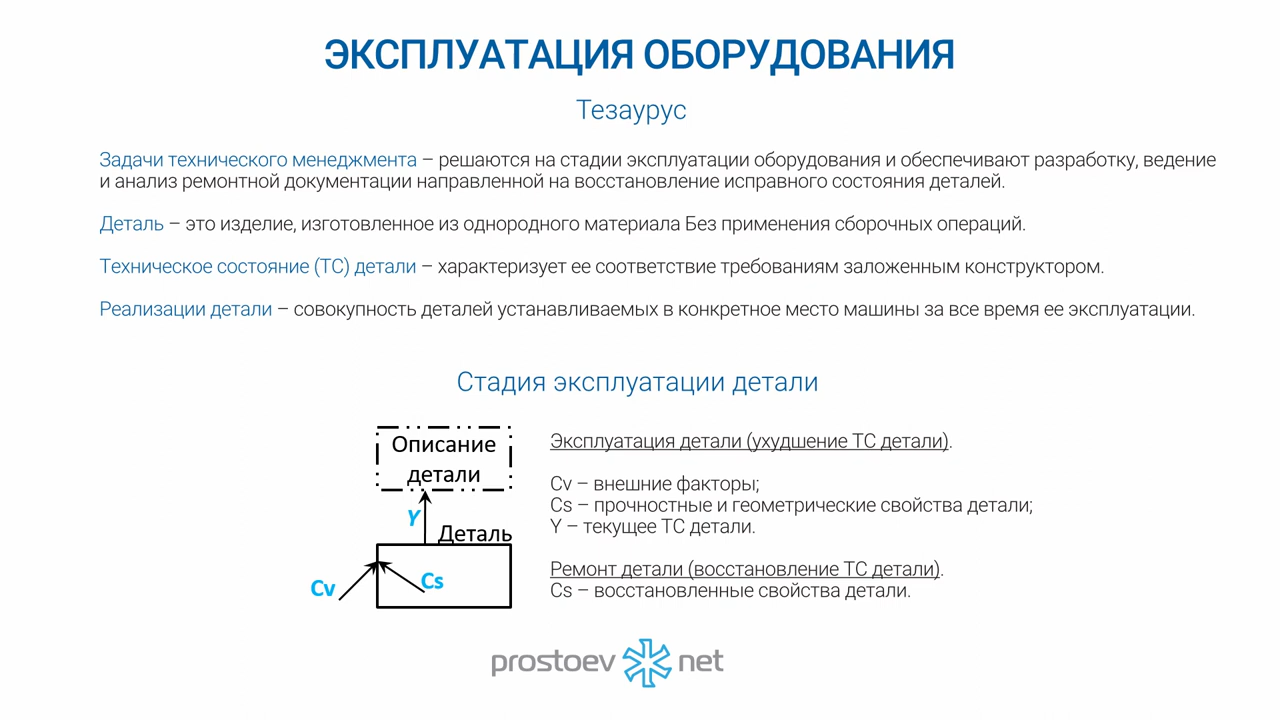 ЭКСПЛУАТАЦИЯ ОБОРУДОВАНИЯ
Тезаурус
Задачи технического менеджмента – решаются на стадии эксплуатации оборудования и обеспечивают разработку, ведение
и анализ ремонтной документации направленной на восстановление исправного состояния деталей.
Деталь – это изделие, изготовленное из однородного материала Без применения сборочных операций.
Техническое состояние (ТС) детали – характеризует ее соответствие требованиям заложенным конструктором.
Реализации детали – совокупность деталей устанавливаемых в конкретное место машины за все время ее эксплуатации.
Стадия эксплуатации детали
Описание
детали
Y
Деталь
Cv
Cs
Эксплуатация детали (ухудшение ТС детали).
Cv – внешние факторы;
Cs – прочностные и геометрические свойства детали;
Y – текущее ТС детали.
Ремонт детали (восстановление ТС детали).
Cs – восстановленные свойства детали.
prostoev net